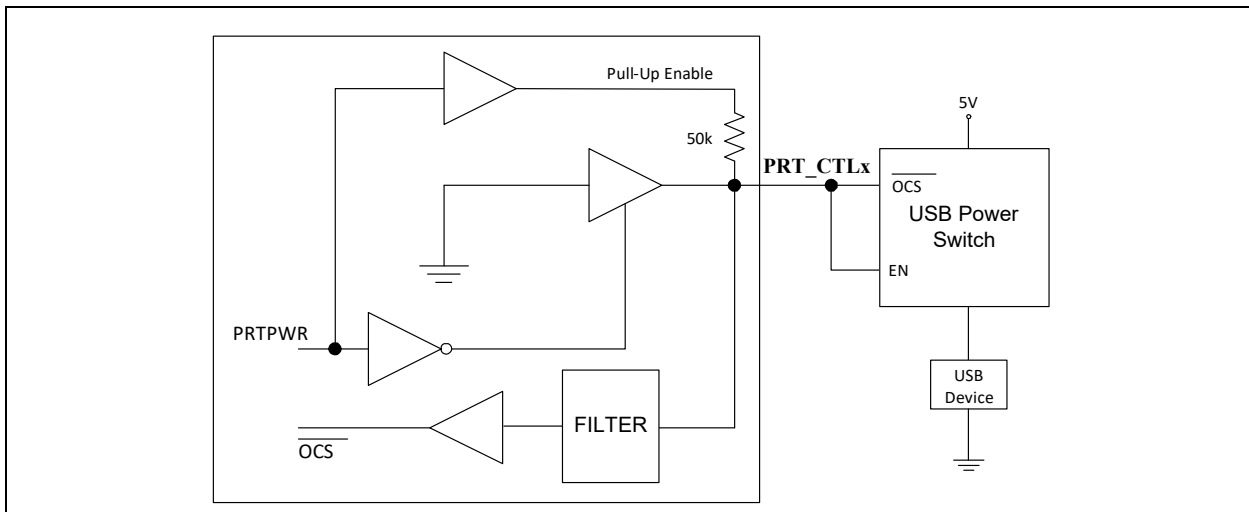 Pull-Up Enable
5V
50k
PRT_CTLx
OCS
USB Power
Switch
EN
PRTPWR
USB
Device
FILTER
OCS